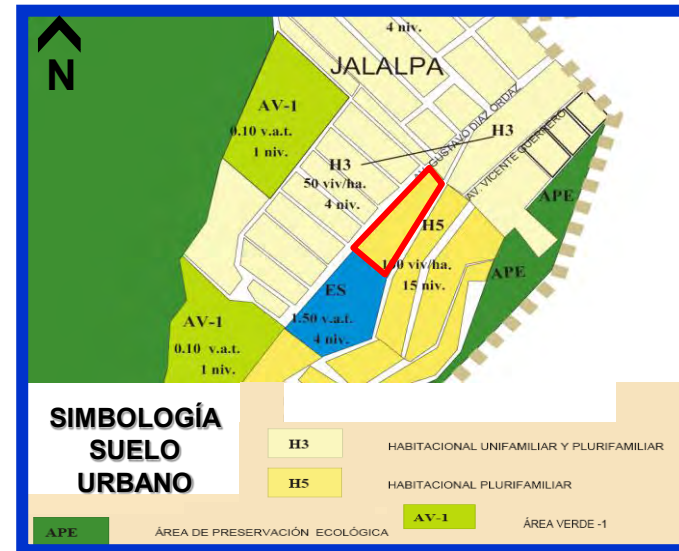 N
4 niv.
JALALPA
AV-1
0.10 v.a.t.
1 niv.
AV. GUSTAVO DIAZ ORDAZ
H3
AV. VICENTE GUERRERO
H3
50 viv/ha.
4 niv.
APE
H5
viv/ha.
15 niv.
APE
ES
1.50 v.a.t.
4 niv.
AV-1
0.10 v.a.t.
1 niv.
SIMBOLOGÍA
SUELO
URBANO
H3 HABITACIONAL UNIFAMILIAR Y PLURIFAMILIAR
H5 HABITACIONAL PLURIFAMILIAR
APE ÁREA DE PRESERVACIÓN ECOLÓGICA AV-1 ÁREA VERDE -1